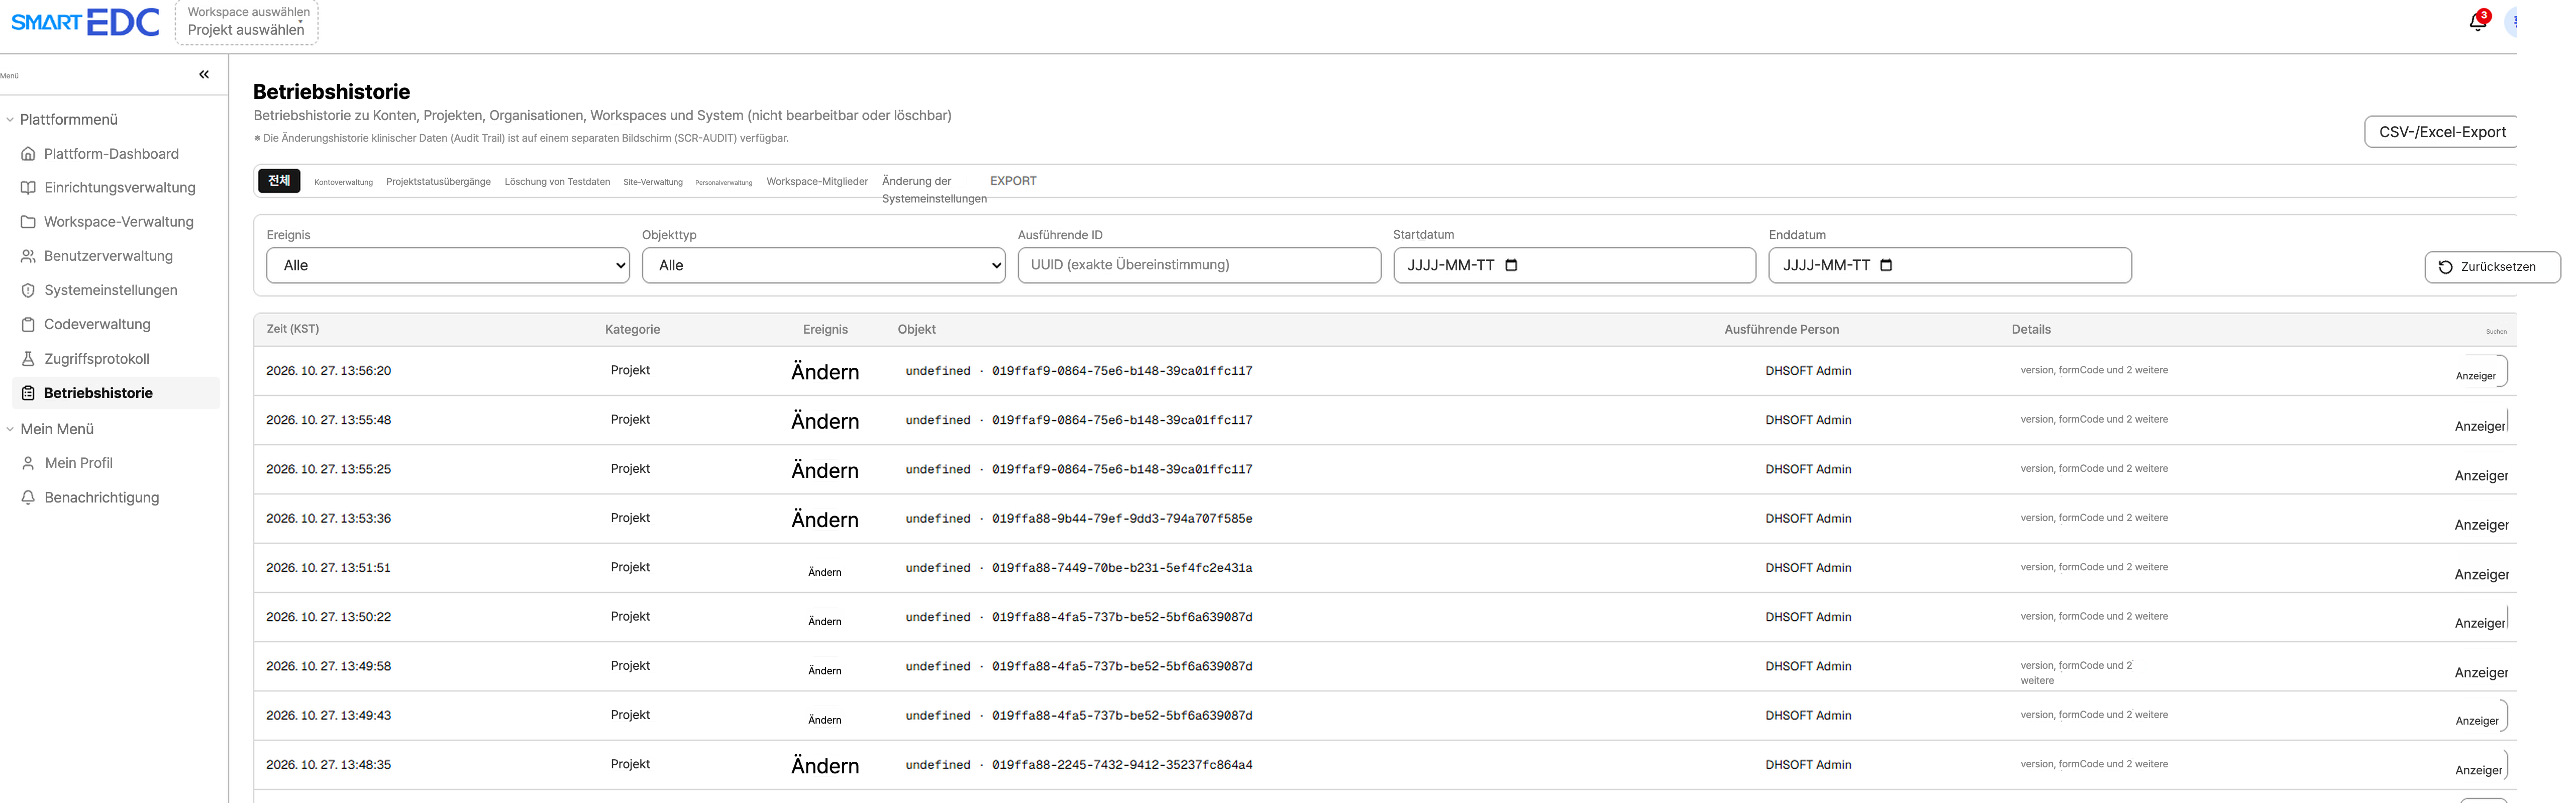 SMART EDC
Workspace auswählen
Projekt auswählen
3
Menü
Plattformmenü
Plattform-Dashboard
Einrichtungsverwaltung
Workspace-Verwaltung
Benutzerverwaltung
Systemeinstellungen
Codeverwaltung
Zugriffsprotokoll
Betriebshistorie
Mein Menü
Mein Profil
Benachrichtigung
Betriebshistorie
Betriebshistorie zu Konten, Projekten, Organisationen, Workspaces und System (nicht bearbeitbar oder löschbar)
※ Die Änderungshistorie klinischer Daten (Audit Trail) ist auf einem separaten Bildschirm (SCR-AUDIT) verfügbar.
CSV-/Excel-Export
전체 Kontoverwaltung Projektstatusübergänge Löschung von Testdaten Site-Verwaltung Personalverwaltung Workspace-Mitglieder Änderung der Systemeinstellungen EXPORT
Ereignis Objekttyp Ausführende ID Startdatum Enddatum
Alle Alle UUID (exakte Übereinstimmung) JJJJ-MM-TT JJJJ-MM-TT Zurücksetzen
Zeit (KST) Kategorie Ereignis Objekt Ausführende Person Details Suchen
2026. 10. 27. 13:56:20 Projekt Ändern undefined · 019ffaf9-0864-75e6-b148-39ca01ffc117 DHSOFT Admin version, formCode und 2 weitere Anzeiger
2026. 10. 27. 13:55:48 Projekt Ändern undefined · 019ffaf9-0864-75e6-b148-39ca01ffc117 DHSOFT Admin version, formCode und 2 weitere Anzeiger
2026. 10. 27. 13:55:25 Projekt Ändern undefined · 019ffaf9-0864-75e6-b148-39ca01ffc117 DHSOFT Admin version, formCode und 2 weitere Anzeiger
2026. 10. 27. 13:53:36 Projekt Ändern undefined · 019ffa88-9b44-79ef-9dd3-794a707f585e DHSOFT Admin version, formCode und 2 weitere Anzeiger
2026. 10. 27. 13:51:51 Projekt Ändern undefined · 019ffa88-7449-70be-b231-5ef4fc2e431a DHSOFT Admin version, formCode und 2 weitere Anzeiger
2026. 10. 27. 13:50:22 Projekt Ändern undefined · 019ffa88-4fa5-737b-be52-5bf6a639087d DHSOFT Admin version, formCode und 2 weitere Anzeiger
2026. 10. 27. 13:49:58 Projekt Ändern undefined · 019ffa88-4fa5-737b-be52-5bf6a639087d DHSOFT Admin version, formCode und 2 weitere Anzeiger
2026. 10. 27. 13:49:43 Projekt Ändern undefined · 019ffa88-4fa5-737b-be52-5bf6a639087d DHSOFT Admin version, formCode und 2 weitere Anzeiger
2026. 10. 27. 13:48:35 Projekt Ändern undefined · 019ffa88-2245-7432-9412-35237fc864a4 DHSOFT Admin version, formCode und 2 weitere Anzeiger